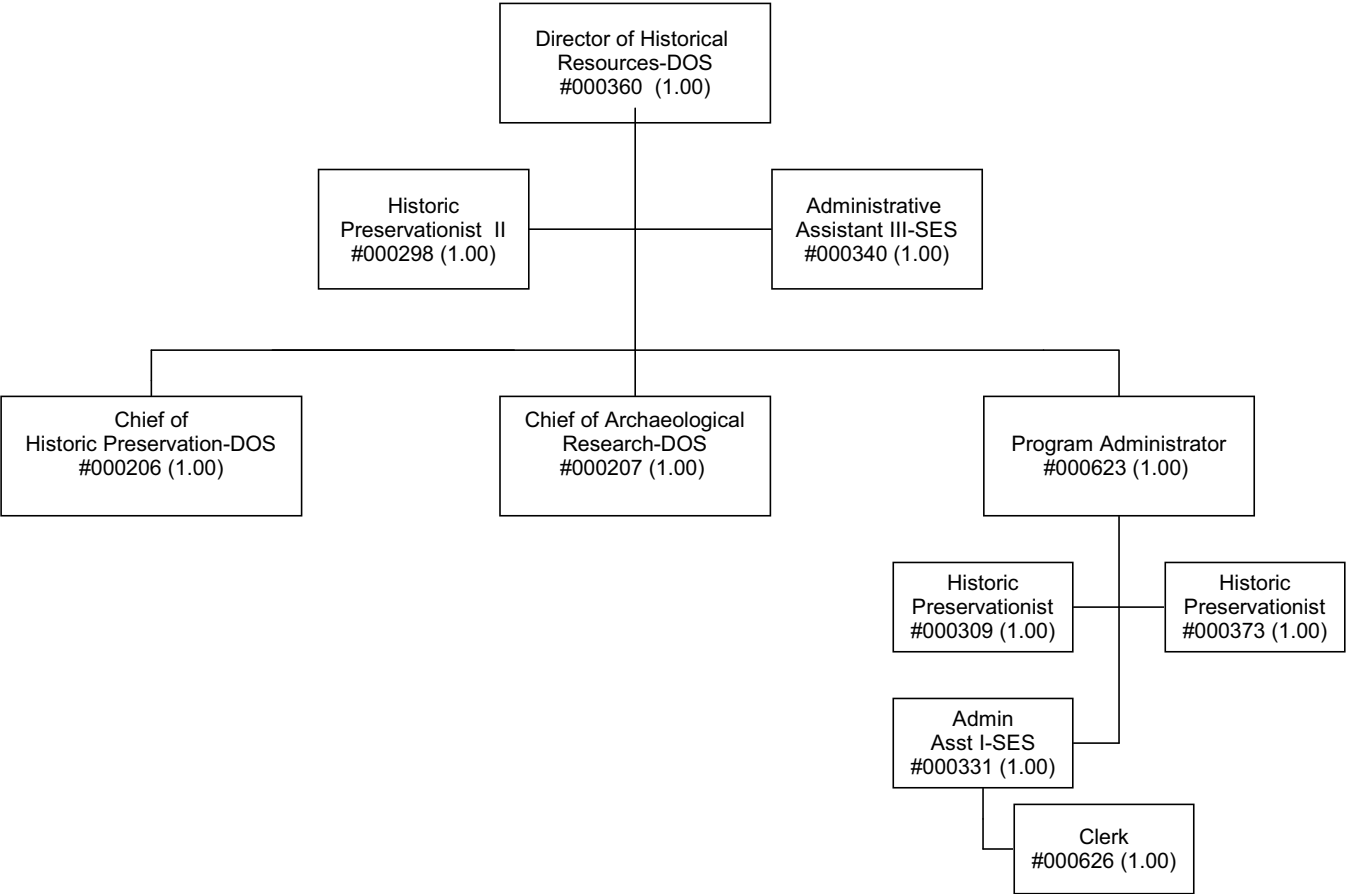 Director of Historical
Resources-DOS
#000360  (1.00)
Historic
Preservationist  II
#000298 (1.00)
Administrative
Assistant III-SES
#000340 (1.00)
Chief of
Historic Preservation-DOS
#000206 (1.00)
Chief of Archaeological
Research-DOS
#000207 (1.00)
Program Administrator
#000623 (1.00)
Historic
Preservationist
#000309 (1.00)
Historic
Preservationist
#000373 (1.00)
Admin
Asst I-SES
#000331 (1.00)
Clerk
#000626 (1.00)